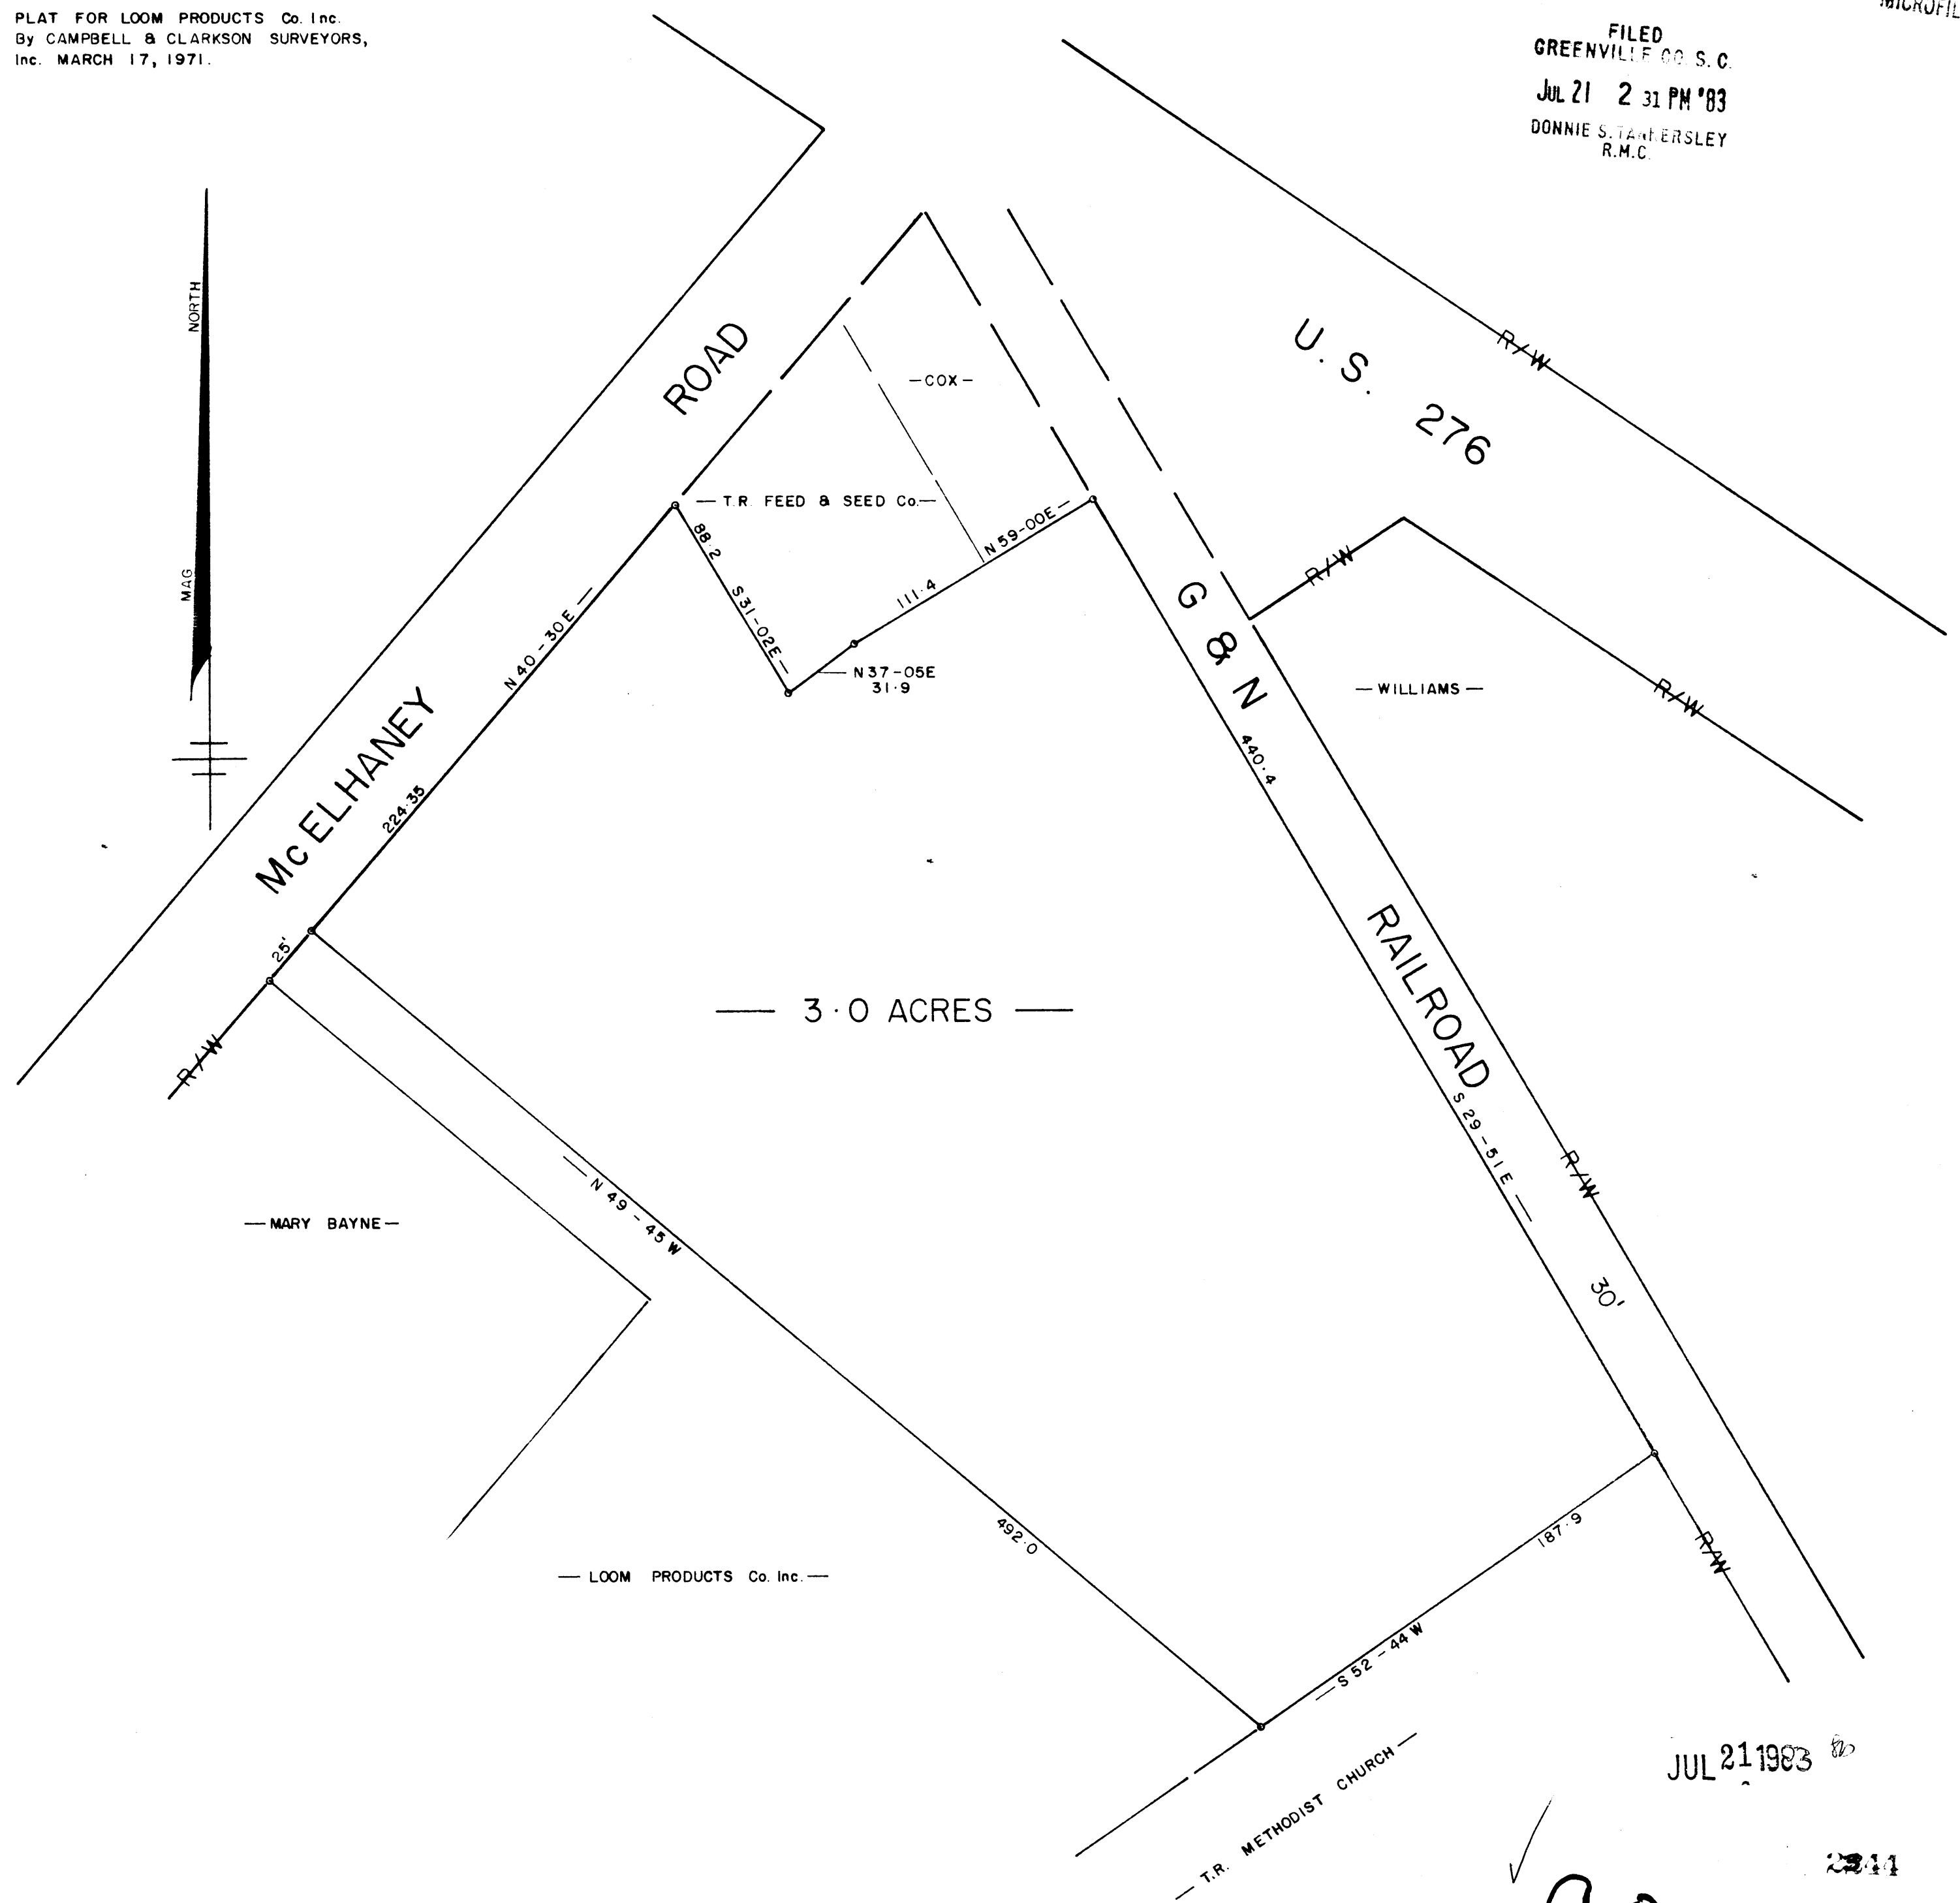 PLAT FOR LOOM PRODUCTS Co. Inc.
By CAMPBELL & CLARKSON SURVEYORS,
Inc. MARCH 17, 1971.
FILED
GREENVILLE CO. S. C.
JUL 21 2 31 PM '83
DONNIE S. TANKERSLEY
R.M.C.
NORTH
MAG
McELHANEY ROAD
U. S. 276
R/W
— COX —
— T.R. FEED & SEED Co. —
88.2
S 31-02 E —
N 59-00E —
111.4
N 37-05E
31.9
N 40-30 E —
224.35
25'
R/W
R/W
— WILLIAMS —
R/W
G & N RAILROAD
440.4
S 29-51 E —
R/W
30'
R/W
— 3.0 ACRES —
— MARY BAYNE —
— N 49-45 W
492.0
187.9
— S 52-44 W
— LOOM PRODUCTS Co. Inc. —
— T.R. METHODIST CHURCH —
JUL 21 1983